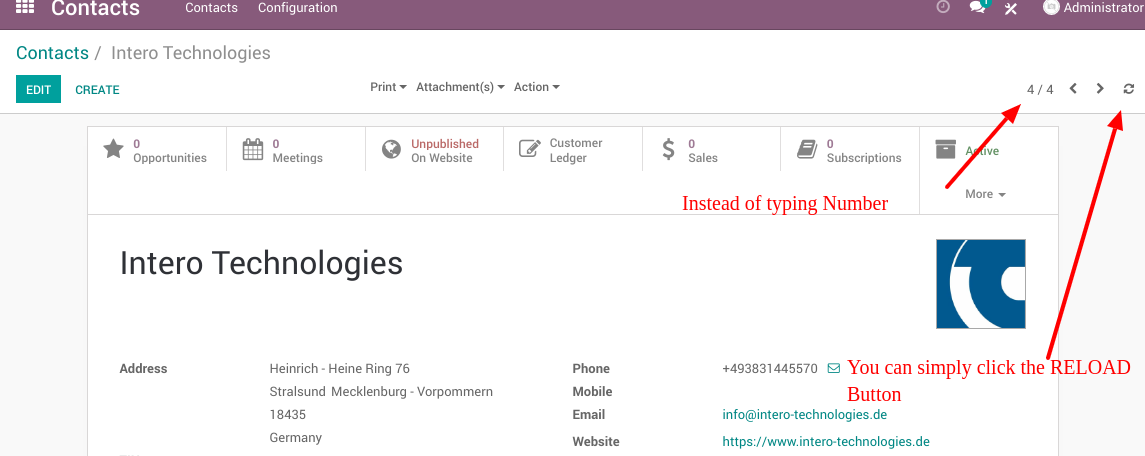 Contacts Contacts Configuration 1 Administrator
Contacts / Intero Technologies
EDIT CREATE Print Attachment(s) Action 4 / 4
0 Opportunities
0 Meetings
Unpublished On Website
Customer Ledger
0 Sales
0 Subscriptions
Active
More
Instead of typing Number
Intero Technologies
Address Heinrich - Heine Ring 76
Stralsund Mecklenburg - Vorpommern
18435
Germany
Phone +493831445570
Mobile
Email info@intero-technologies.de
Website https://www.intero-technologies.de
You can simply click the RELOAD
Button